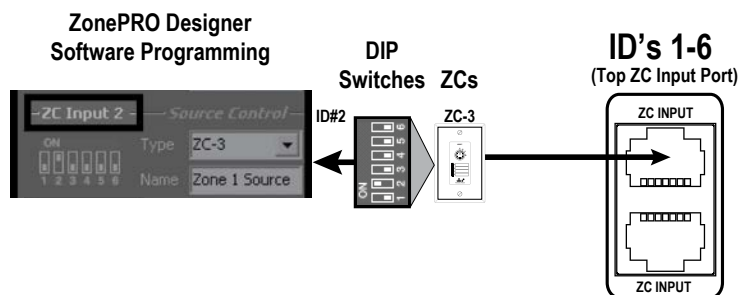 ZonePRO Designer
Software Programming
DIP
Switches
ZCs
ID's 1-6
(Top ZC Input Port)
ZC Input 2
Source Control
ON
1 2 3 4 5 6
Type
ZC-3
Name
Zone 1 Source
ID#2
ON
1 2 3 4 5 6
ZC-3
ZC INPUT
ZC INPUT